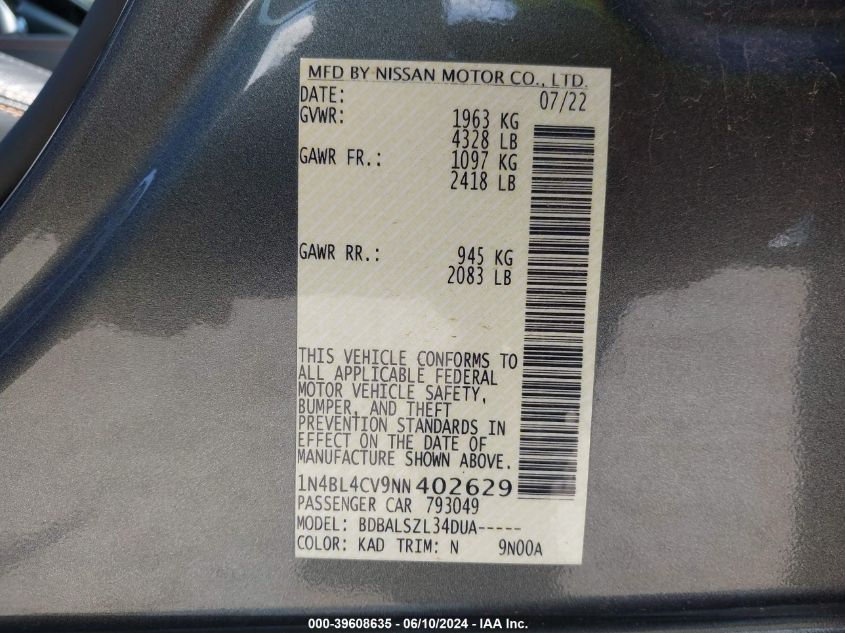 MFD BY NISSAN MOTOR CO., LTD.
DATE: 07/22
GVWR: 1963 KG
4328 LB
GAWR FR.: 1097 KG
2418 LB
GAWR RR.: 945 KG
2083 LB
THIS VEHICLE CONFORMS TO
ALL APPLICABLE FEDERAL
MOTOR VEHICLE SAFETY,
BUMPER, AND THEFT
PREVENTION STANDARDS IN
EFFECT ON THE DATE OF
MANUFACTURE SHOWN ABOVE.
1N4BL4CV9NN402629
PASSENGER CAR 793049
MODEL: BDBALSZL34DUA-----
COLOR: KAD TRIM: N 9N00A
000-39608635 - 06/10/2024 - IAA Inc.